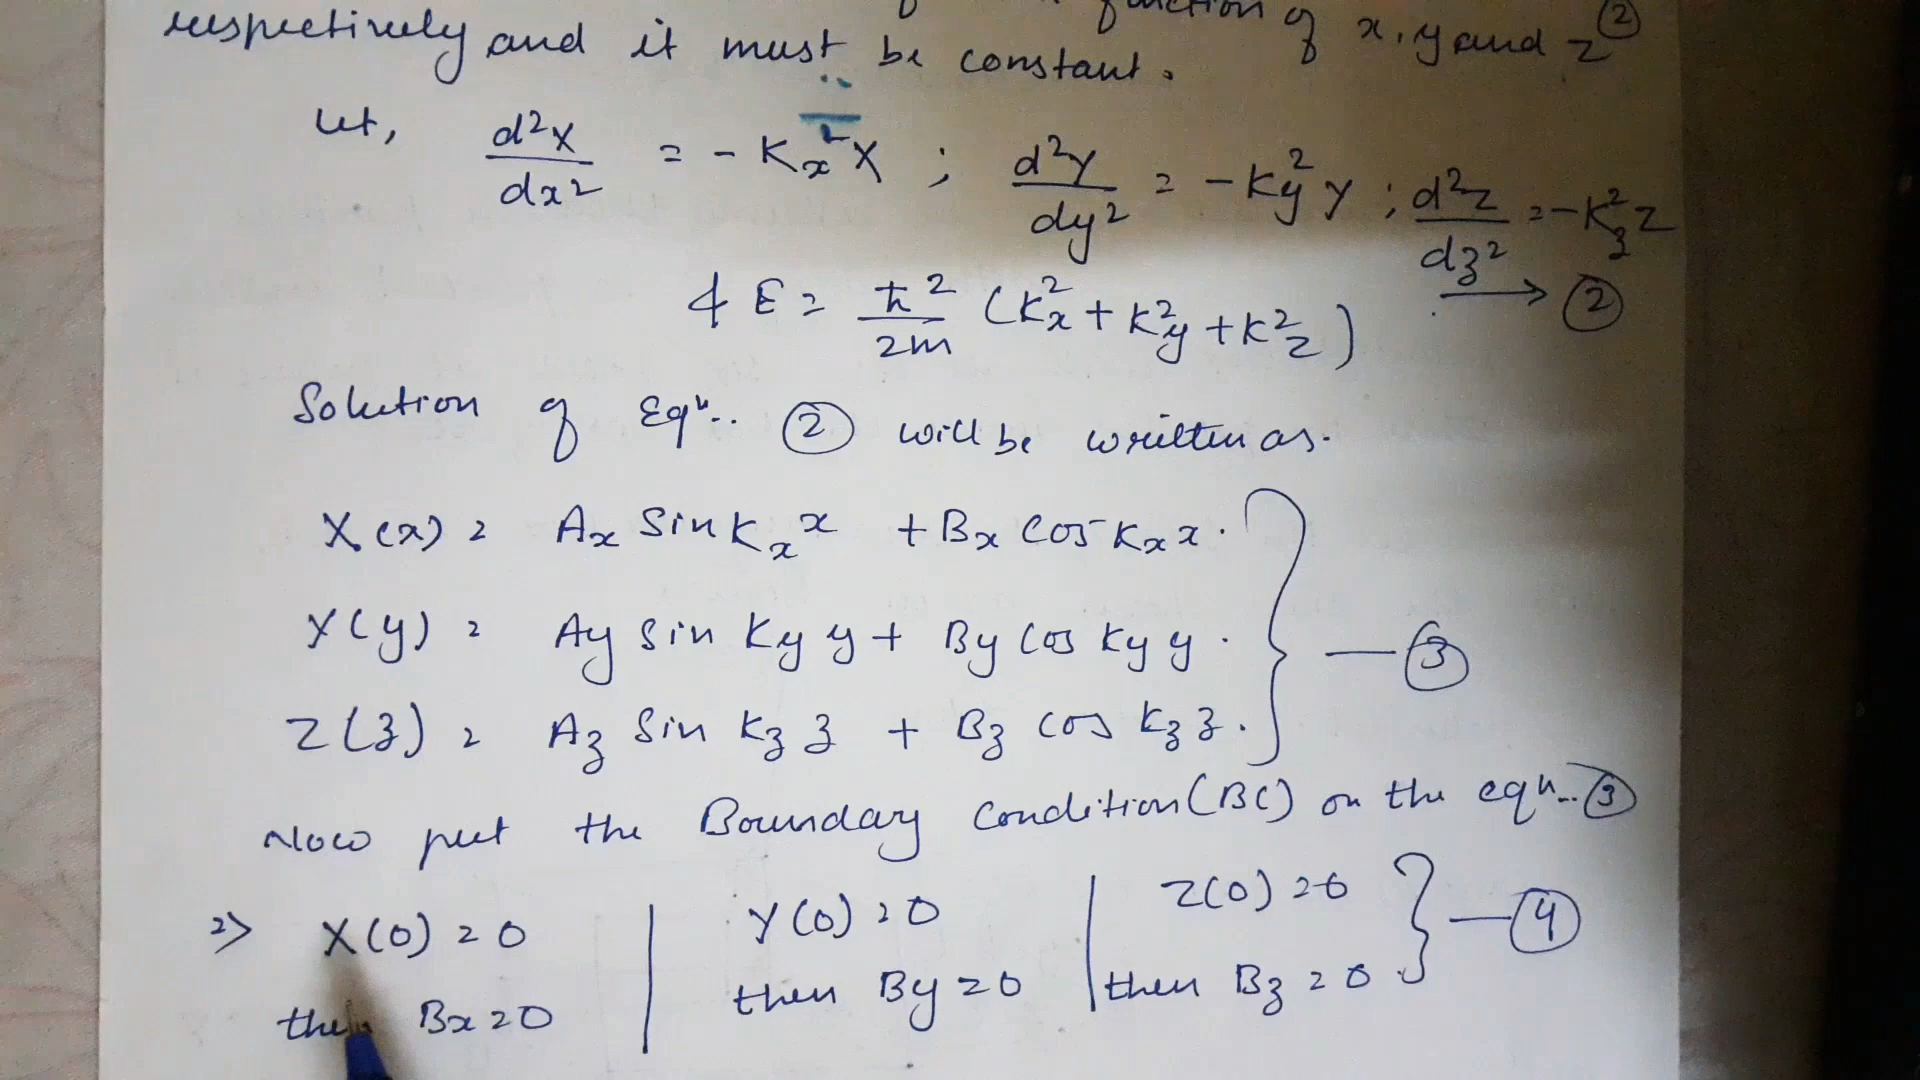 function of x, y and z ②
respectively and it must be constant.
Let, d²X/dx² = -Kx²X ; d²Y/dy² = -Ky²Y ; d²Z/dz² = -Kz²Z
& E = ħ²/2m (Kx² + Ky² + Kz²) → ②
Solution of Eqn.. ② will be written as.
X(x) = Ax Sin Kx x + Bx Cos Kx x.
Y(y) = Ay Sin Ky y + By Cos Ky y.
Z(z) = Az Sin Kz z + Bz Cos Kz z. } — ③
Now put the Boundary Condition (BC) on the eqn.. ③
=> X(0) = 0 | Y(0) = 0 | Z(0) = 0
then Bx = 0 | then By = 0 | then Bz = 0. } — ④